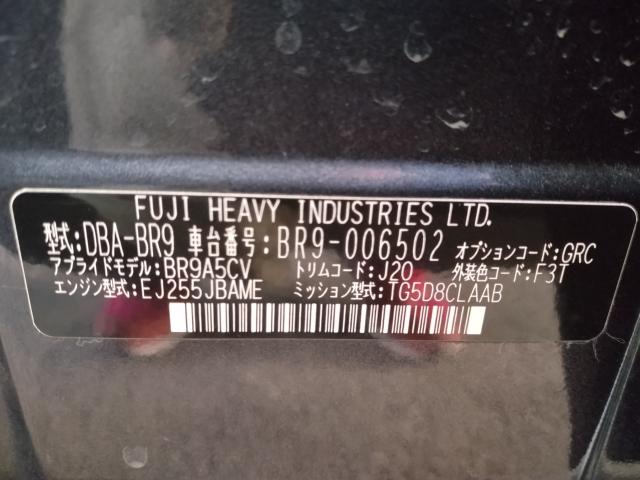 FUJI HEAVY INDUSTRIES LTD.
型式:DBA-BR9 車台番号:BR9-006502 オプションコード:GRC
アプライドモデル:BR9A5CV トリムコード:J20 外装色コード:F3T
エンジン型式:EJ255JBAME ミッション型式:TG5D8CLAAB